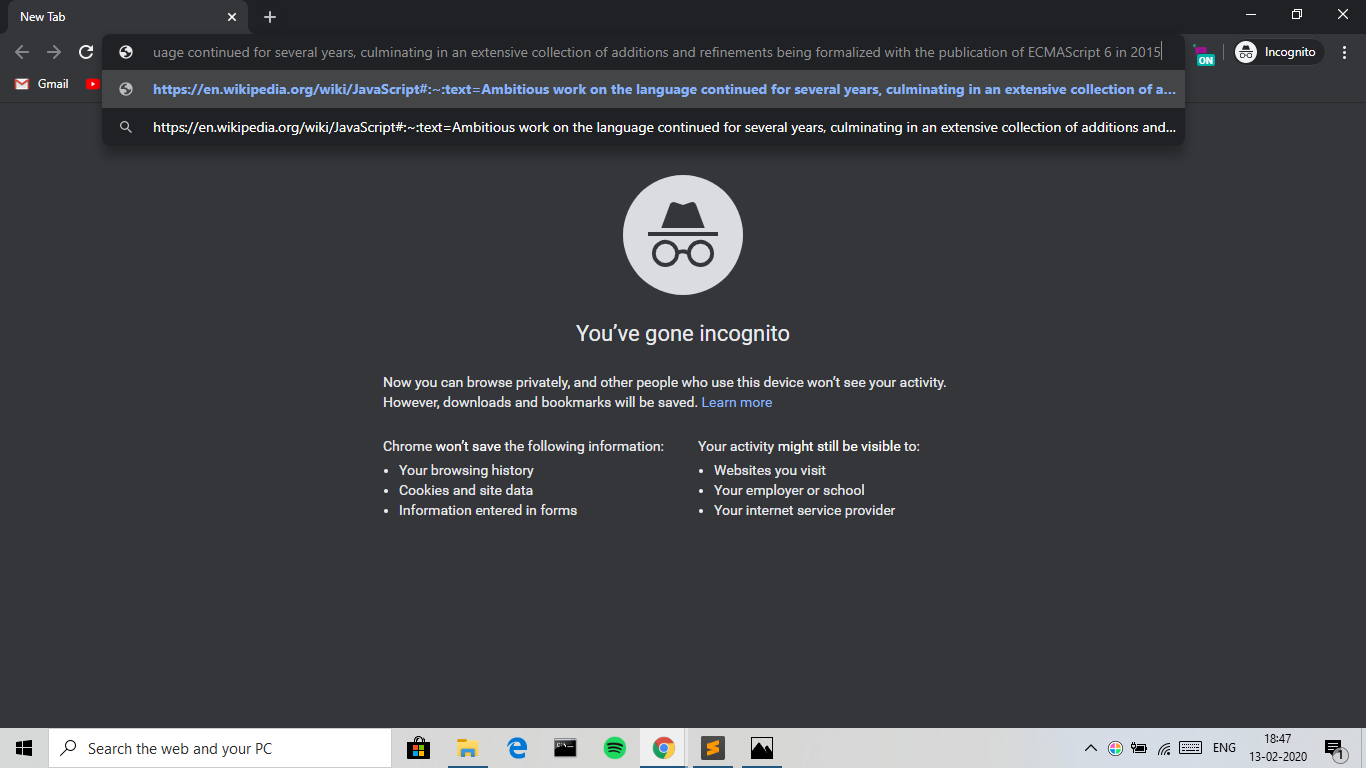 New Tab
uage continued for several years, culminating in an extensive collection of additions and refinements being formalized with the publication of ECMAScript 6 in 2015
ON
Incognito
Gmail
https://en.wikipedia.org/wiki/JavaScript#:~:text=Ambitious work on the language continued for several years, culminating in an extensive collection of a...
https://en.wikipedia.org/wiki/JavaScript#:~:text=Ambitious work on the language continued for several years, culminating in an extensive collection of additions and...
You've gone incognito
Now you can browse privately, and other people who use this device won't see your activity.
However, downloads and bookmarks will be saved. Learn more
Chrome won't save the following information:
• Your browsing history
• Cookies and site data
• Information entered in forms
Your activity might still be visible to:
• Websites you visit
• Your employer or school
• Your internet service provider
Search the web and your PC
ENG
18:47
13-02-2020
1